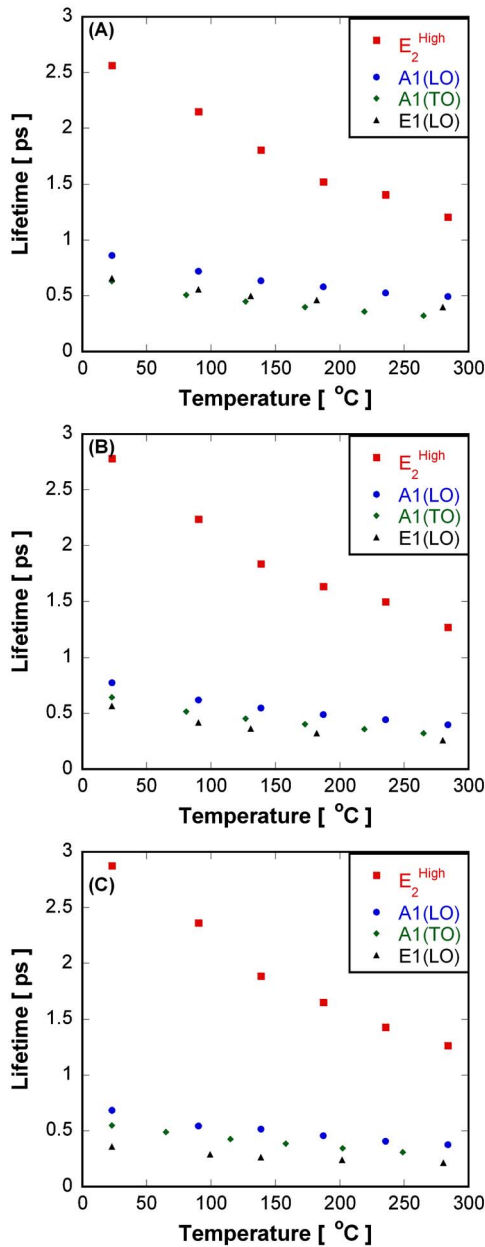 (A)
3
2.5
2
1.5
1
0.5
0
Lifetime [ ps ]
E₂ᴴⁱᵍʰ
A1(LO)
A1(TO)
E1(LO)
0 50 100 150 200 250 300
Temperature [ ºC ]
(B)
3
2.5
2
1.5
1
0.5
0
Lifetime [ ps ]
E₂ᴴⁱᵍʰ
A1(LO)
A1(TO)
E1(LO)
0 50 100 150 200 250 300
Temperature [ ºC ]
(C)
3
2.5
2
1.5
1
0.5
0
Lifetime [ ps ]
E₂ᴴⁱᵍʰ
A1(LO)
A1(TO)
E1(LO)
0 50 100 150 200 250 300
Temperature [ ºC ]